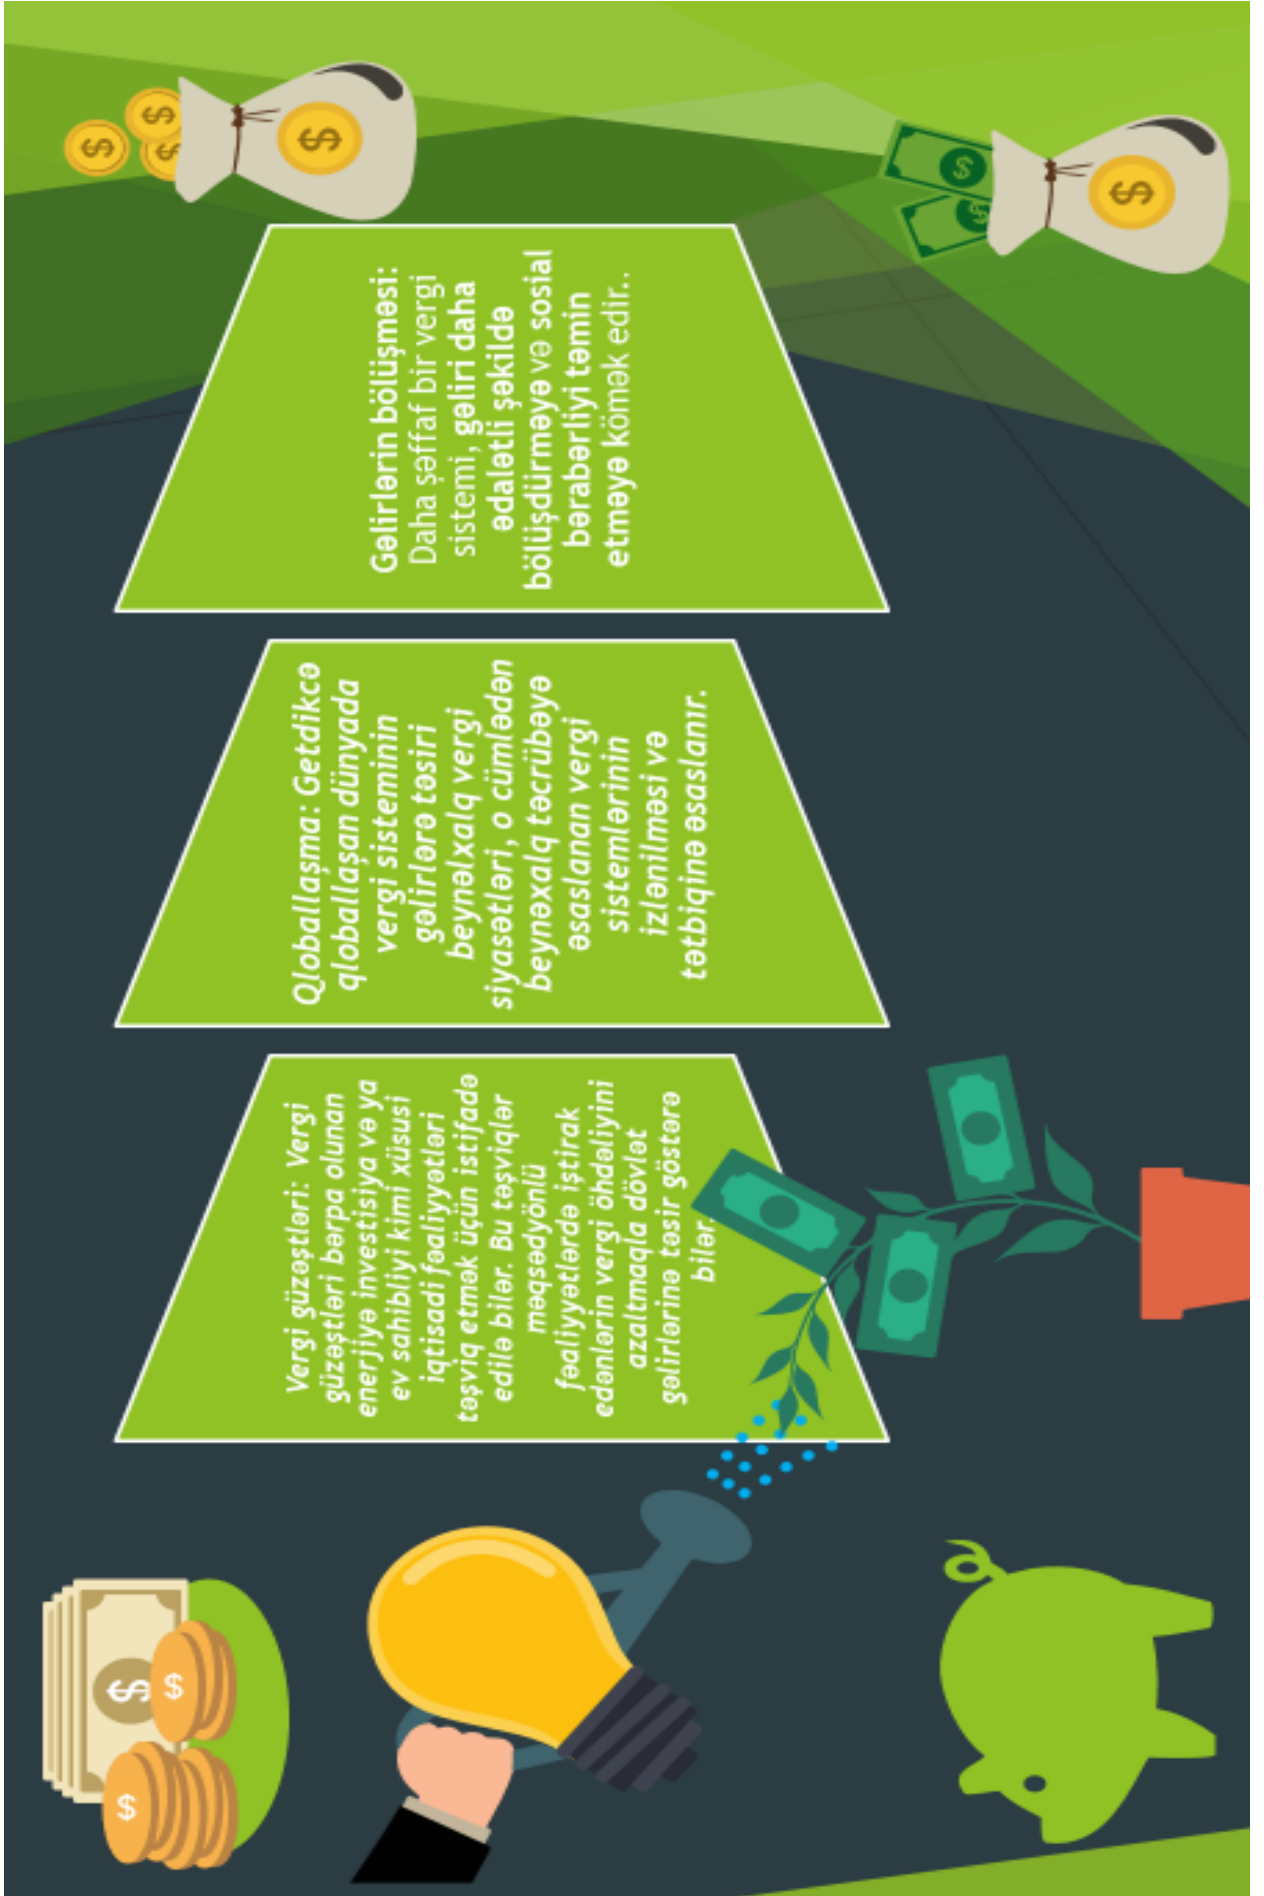 Vergi güzəştləri: Vergi
güzəştləri bərpa olunan
enerjiyə investisiya və ya
ev sahibliyi kimi xüsusi
iqtisadi fəaliyyətləri
təşviq etmək üçün istifadə
edilə bilər. Bu təşviqlər
məqsədyönlü
fəaliyyətlərdə iştirak
edənlərin vergi öhdəliyini
azaltmaqla dövlət
gəlirlərinə təsir göstərə
bilər.
Qloballaşma: Getdikcə
qloballaşan dünyada
vergi sisteminin
gəlirlərə təsiri
beynəlxalq vergi
siyasətləri, o cümlədən
beynəxalq təcrübəyə
əsaslanan vergi
sistemlərinin
izlənilməsi və
tətbiqinə əsaslanır.
Gəlirlərin bölüşməsi:
Daha şəffaf bir vergi
sistemi, gəliri daha
ədalətli şəkildə
bölüşdürməyə və sosial
bərabərliyi təmin
etməyə kömək edir..